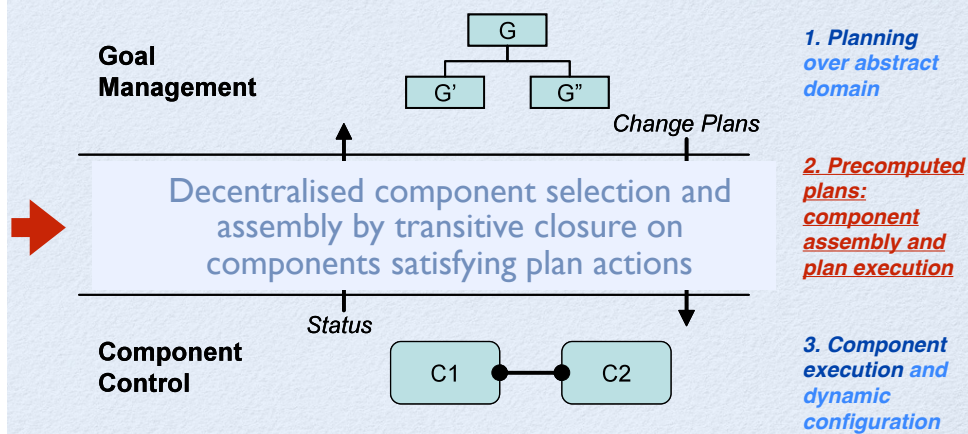 Goal
Management
G
G'
G"
1. Planning
over abstract
domain
Change Plans
Decentralised component selection and
assembly by transitive closure on
components satisfying plan actions
2. Precomputed
plans:
component
assembly and
plan execution
Status
Component
Control
C1
C2
3. Component
execution and
dynamic
configuration